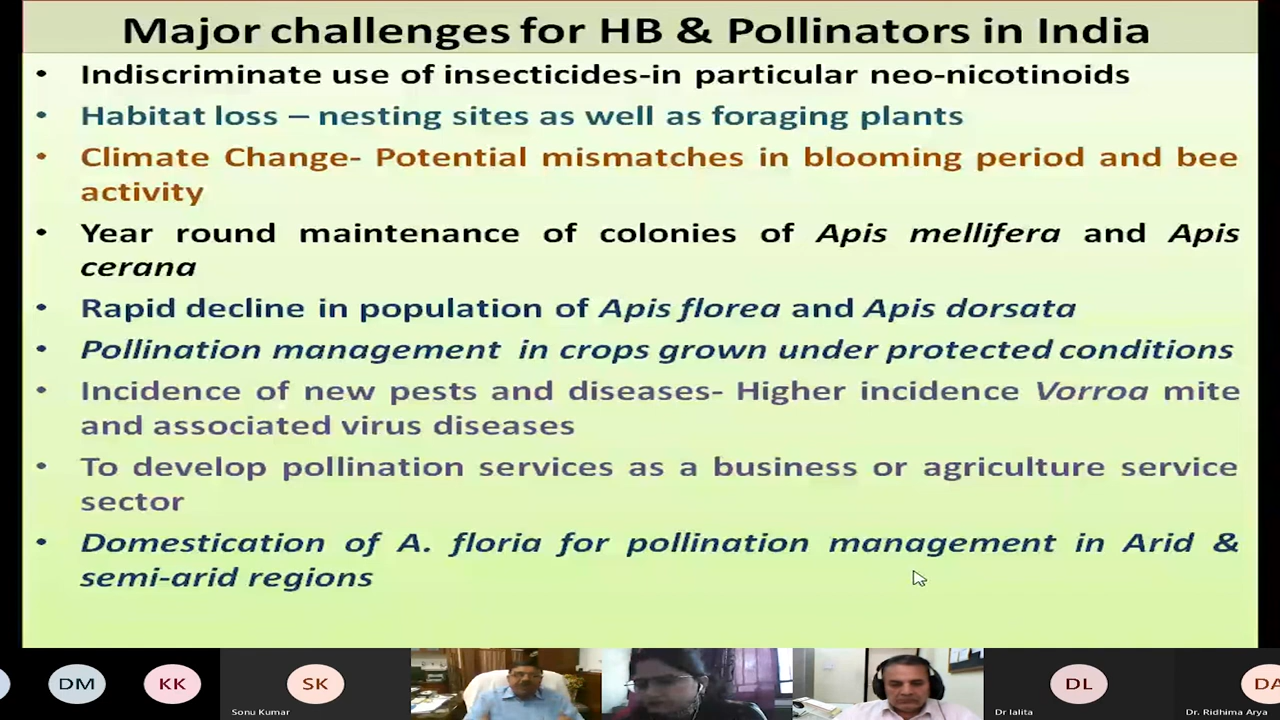 Major challenges for HB & Pollinators in India
• Indiscriminate use of insecticides-in particular neo-nicotinoids
• Habitat loss – nesting sites as well as foraging plants
• Climate Change- Potential mismatches in blooming period and bee
activity
• Year round maintenance of colonies of Apis mellifera and Apis
cerana
• Rapid decline in population of Apis florea and Apis dorsata
• Pollination management in crops grown under protected conditions
• Incidence of new pests and diseases- Higher incidence Vorroa mite
and associated virus diseases
• To develop pollination services as a business or agriculture service
sector
• Domestication of A. floria for pollination management in Arid &
semi-arid regions
DM
KK
SK
DL
DA
Sonu Kumar
Dr lalita
Dr. Ridhima Arya